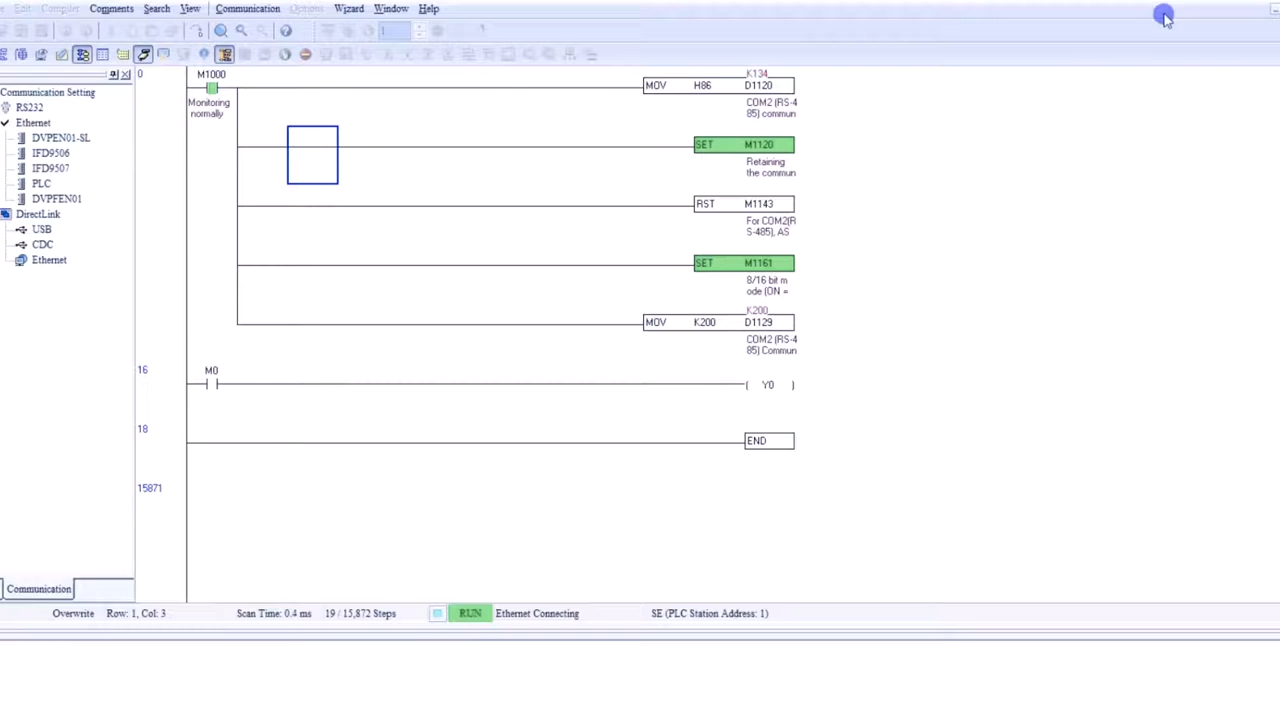 Edit Compiler Comments Search View Communication Options Wizard Window Help
1
Communication Setting
RS232
Ethernet
DVPEN01-SL
IFD9506
IFD9507
PLC
DVPFEN01
DirectLink
USB
CDC
Ethernet
Communication
0
M1000
Monitoring
normally
K134
MOV H86 D1120
COM2 (RS-4
85) commun
SET M1120
Retaining
the commun
RST M1143
For COM2(R
S-485), AS
SET M1161
8/16 bit m
ode (ON =
K200
MOV K200 D1129
COM2 (RS-4
85) Commun
16
M0
( Y0 )
18
END
15871
Overwrite Row: 1, Col: 3 Scan Time: 0.4 ms 19 / 15,872 Steps RUN Ethernet Connecting SE (PLC Station Address: 1)